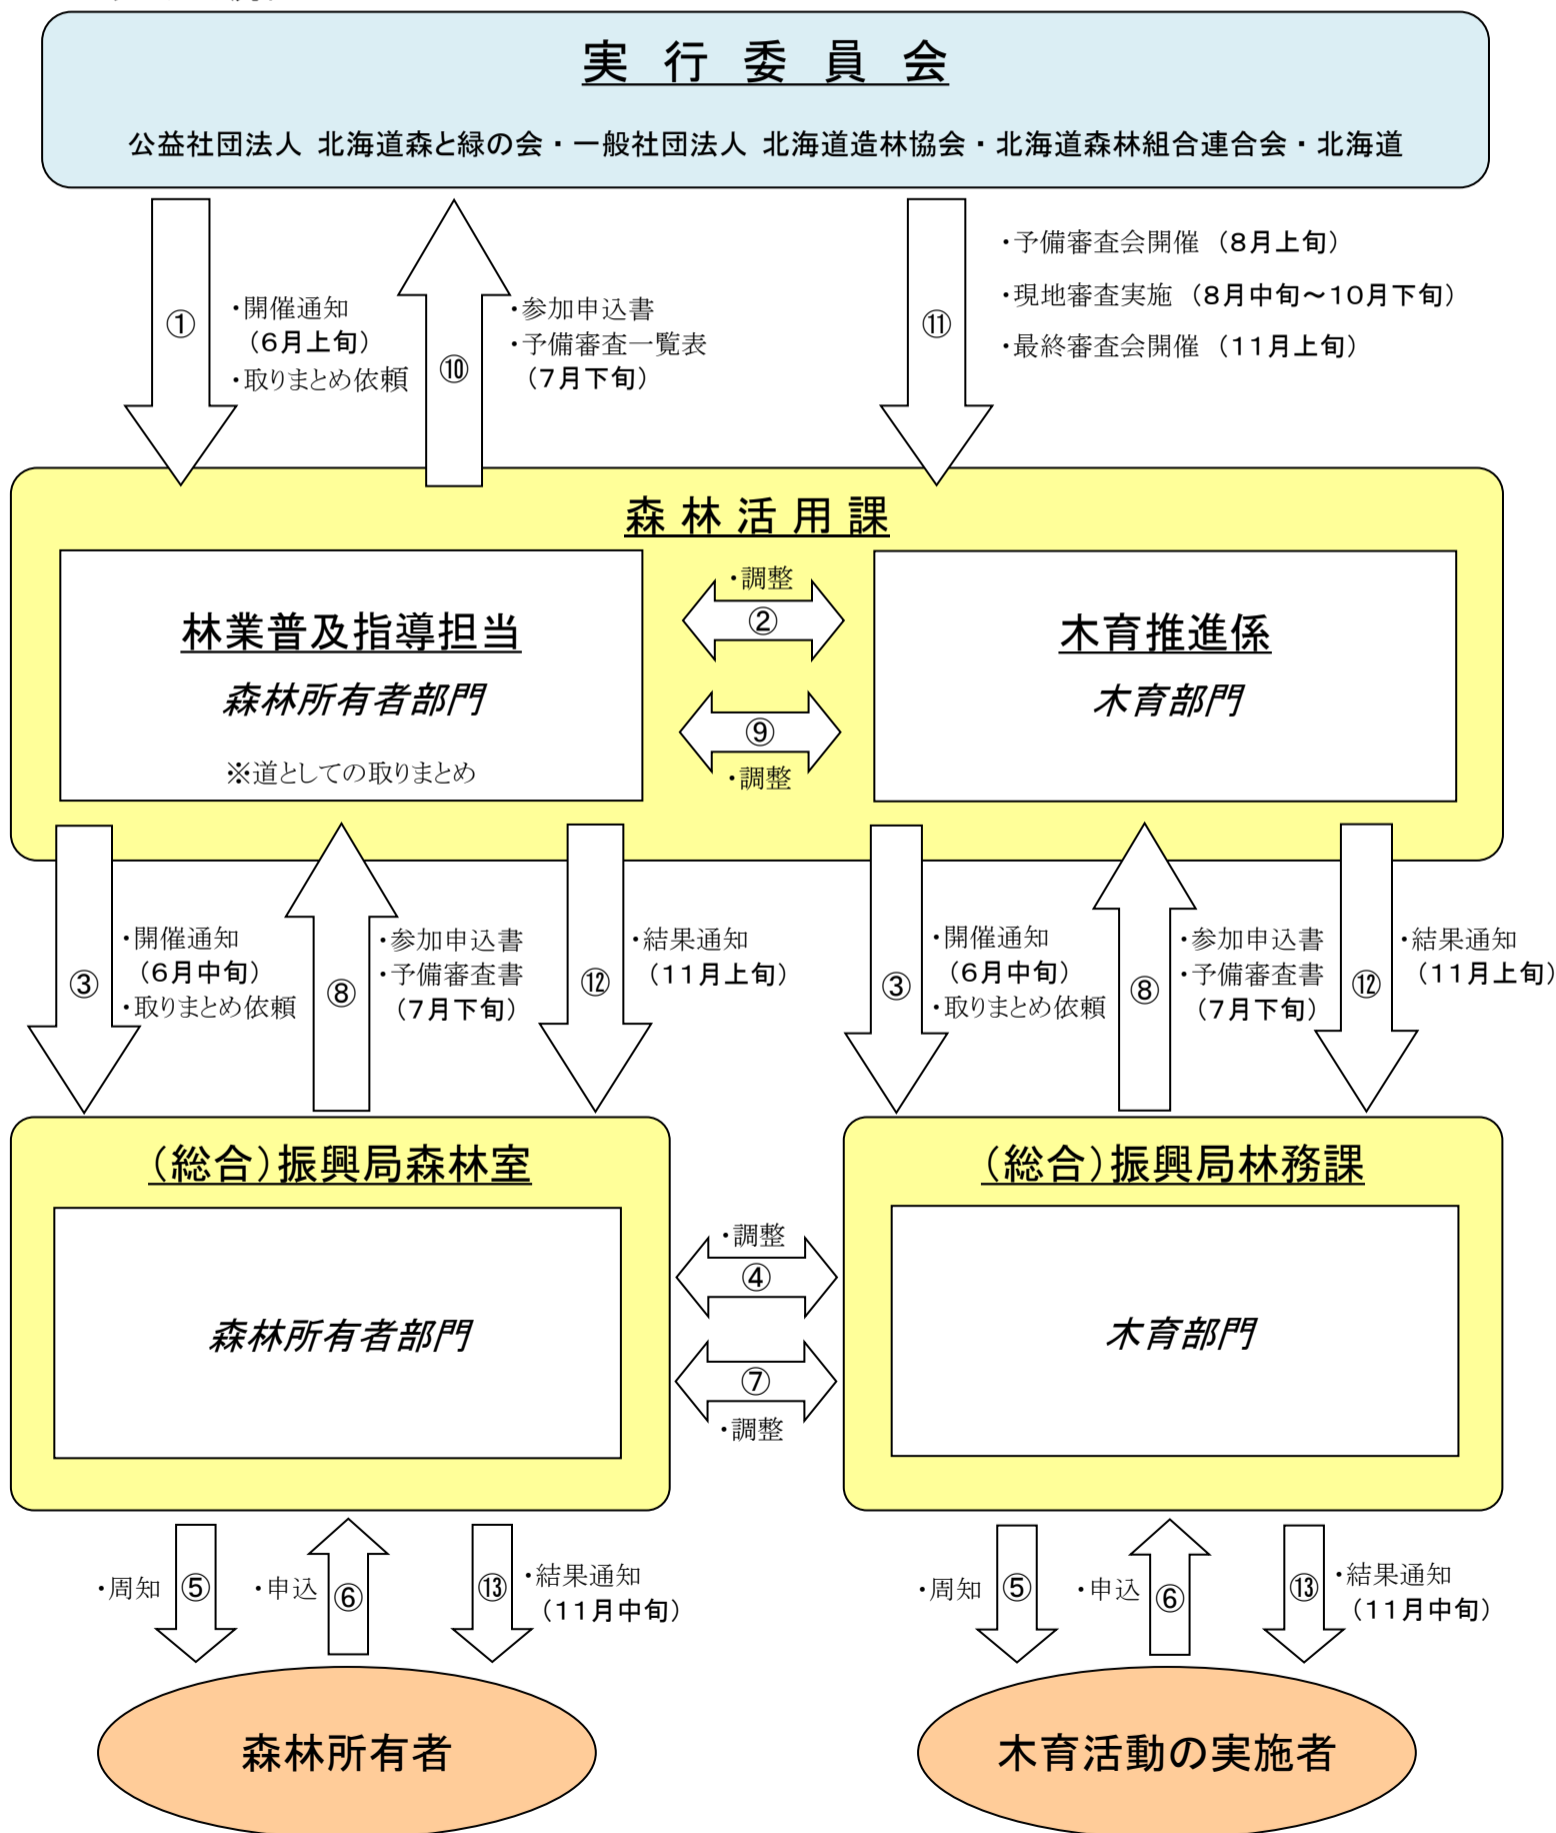 実行委員会
公益社団法人 北海道森と緑の会・一般社団法人 北海道造林協会・北海道森林組合連合会・北海道
①
・開催通知
（６月上旬）
・取りまとめ依頼
⑩
・参加申込書
・予備審査一覧表
（７月下旬）
⑪
・予備審査会開催 （８月上旬）
・現地審査実施 （８月中旬～１０月下旬）
・最終審査会開催 （１１月上旬）
森林活用課
林業普及指導担当
森林所有者部門
※道としての取りまとめ
・調整
②
⑨
・調整
木育推進係
木育部門
③
・開催通知
（６月中旬）
・取りまとめ依頼
⑧
・参加申込書
・予備審査書
（７月下旬）
⑫
・結果通知
（１１月上旬）
③
・開催通知
（６月中旬）
・取りまとめ依頼
⑧
・参加申込書
・予備審査書
（７月下旬）
⑫
・結果通知
（１１月上旬）
（総合）振興局森林室
森林所有者部門
・調整
④
⑦
・調整
（総合）振興局林務課
木育部門
・周知
⑤
・申込
⑥
⑬
・結果通知
（１１月中旬）
・周知
⑤
・申込
⑥
⑬
・結果通知
（１１月中旬）
森林所有者
木育活動の実施者